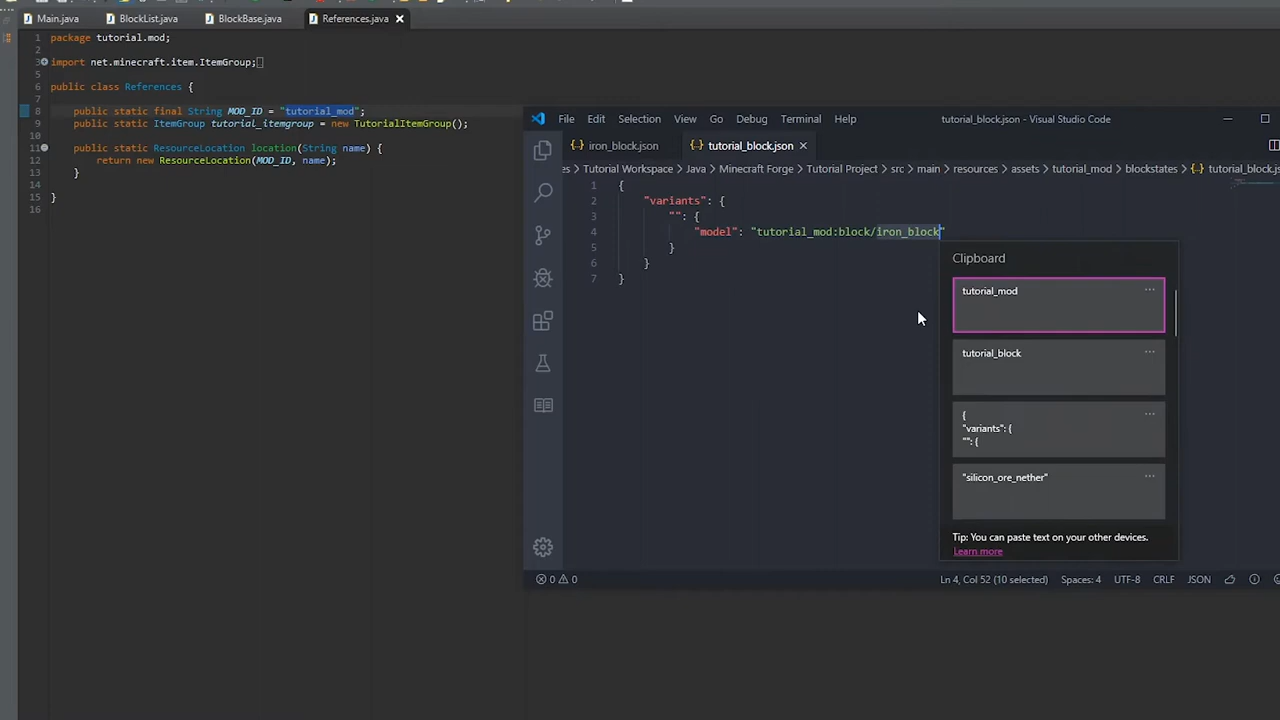 Main.java BlockList.java BlockBase.java References.java
1 package tutorial.mod;
2
3 import net.minecraft.item.ItemGroup;
5
6 public class References {
7
8 public static final String MOD_ID = "tutorial_mod";
9 public static ItemGroup tutorial_itemgroup = new TutorialItemGroup();
10
11 public static ResourceLocation location(String name) {
12 return new ResourceLocation(MOD_ID, name);
13 }
14
15 }
16
File Edit Selection View Go Debug Terminal Help tutorial_block.json - Visual Studio Code
iron_block.json tutorial_block.json
es > Tutorial Workspace > Java > Minecraft Forge > Tutorial Project > src > main > resources > assets > tutorial_mod > blockstates > {} tutorial_block.js
1 {
2 "variants": {
3 "": {
4 "model": "tutorial_mod:block/iron_block"
5 }
6 }
7 }
Clipboard
tutorial_mod
tutorial_block
{
"variants": {
"": {
"silicon_ore_nether"
Tip: You can paste text on your other devices.
Learn more
0 0 Ln 4, Col 52 (10 selected) Spaces: 4 UTF-8 CRLF JSON